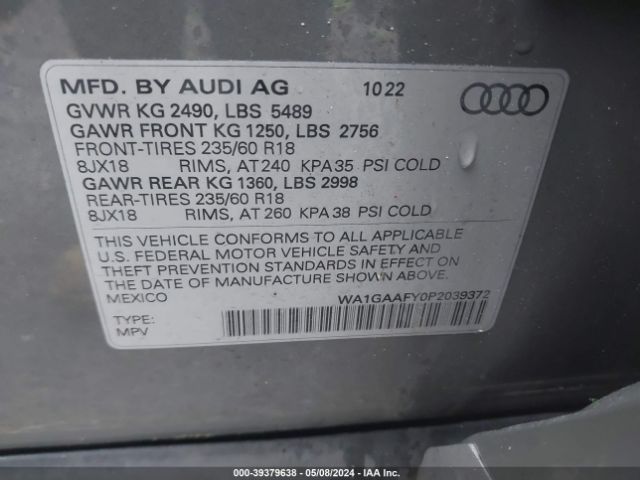 MFD. BY AUDI AG 10 22
GVWR KG 2490, LBS 5489
GAWR FRONT KG 1250, LBS 2756
FRONT-TIRES 235/60 R18
8JX18 RIMS, AT 240 KPA 35 PSI COLD
GAWR REAR KG 1360, LBS 2998
REAR-TIRES 235/60 R18
8JX18 RIMS, AT 260 KPA 38 PSI COLD
THIS VEHICLE CONFORMS TO ALL APPLICABLE
U.S. FEDERAL MOTOR VEHICLE SAFETY AND
THEFT PREVENTION STANDARDS IN EFFECT ON
THE DATE OF MANUFACTURE SHOWN ABOVE.
MEXICO WA1GAAFY0P2039372
TYPE:
MPV
000-39379638 - 05/08/2024 - IAA Inc.